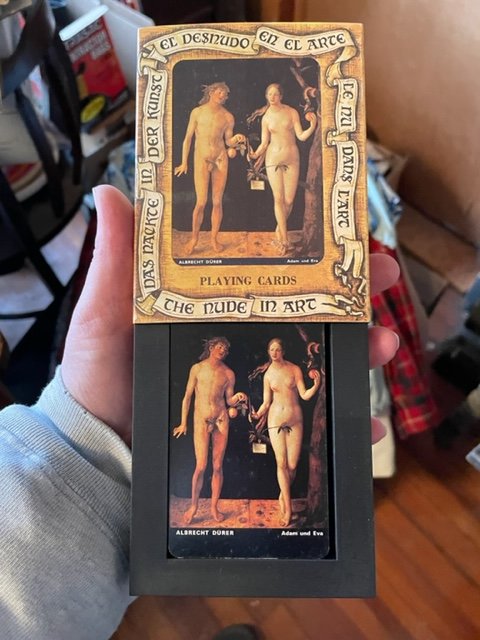 EL DESNUDO EN EL ARTE
LE NU DANS L'ART
DAS NACKTE IN DER KUNST
ALBRECHT DÜRER Adam und Eva
PLAYING CARDS
THE NUDE IN ART
ALBRECHT DÜRER Adam und Eva